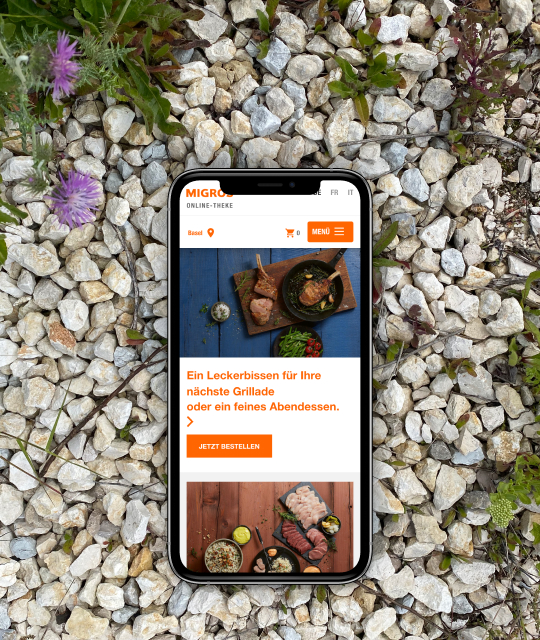 MIGROS DE FR IT
ONLINE-THEKE
Basel 0 MENÜ
Ein Leckerbissen für Ihre
nächste Grillade
oder ein feines Abendessen.
JETZT BESTELLEN